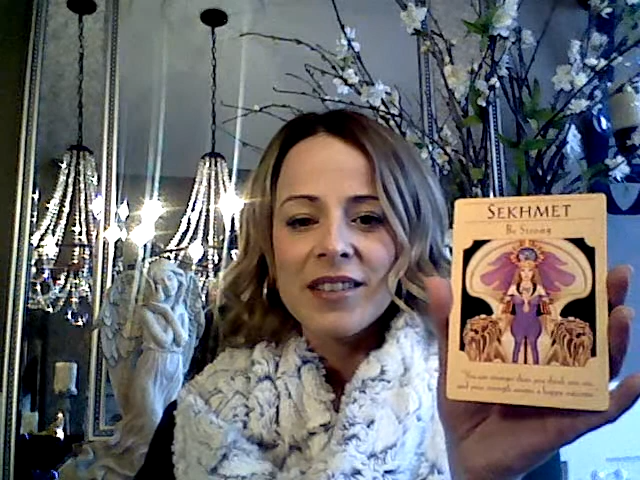 SEKHMET
Be Strong
"You are stronger than you think you are,
and your strength assures a happy outcome."